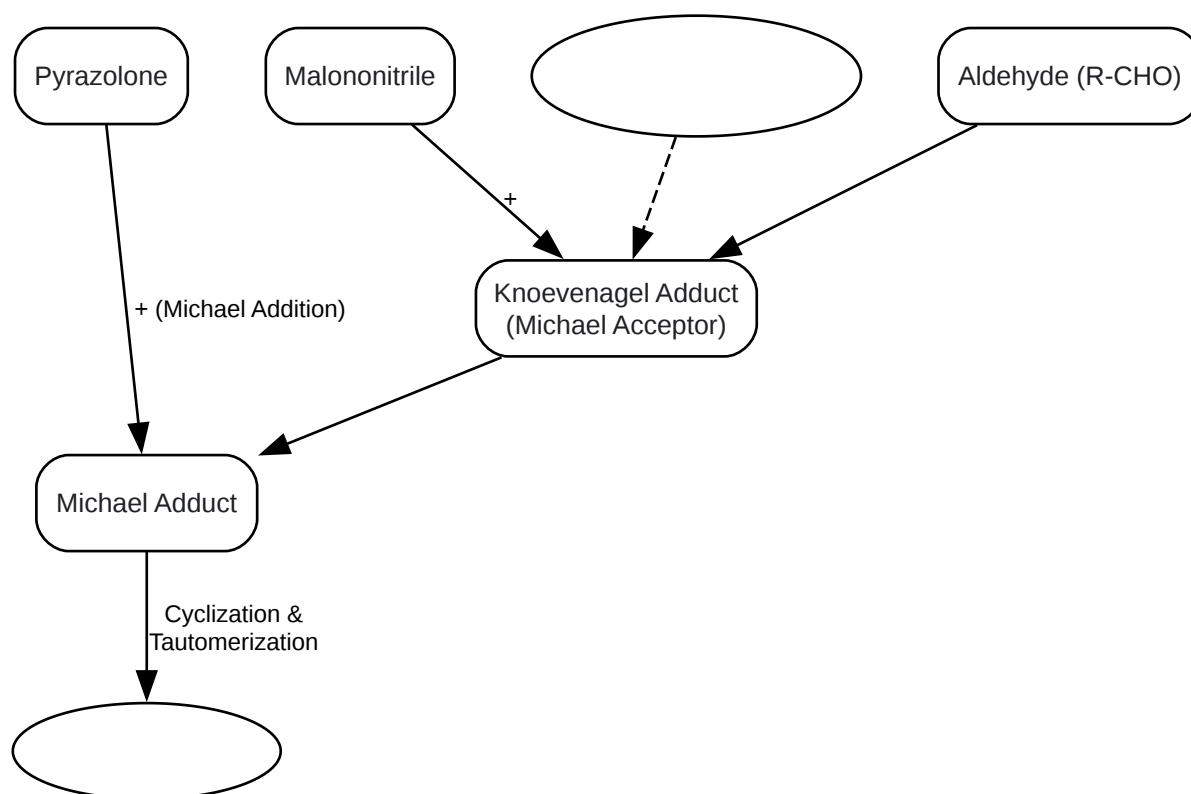 Pyrazolone
Malononitrile
Aldehyde (R-CHO)
+
Knoevenagel Adduct
(Michael Acceptor)
+ (Michael Addition)
Michael Adduct
Cyclization &
Tautomerization